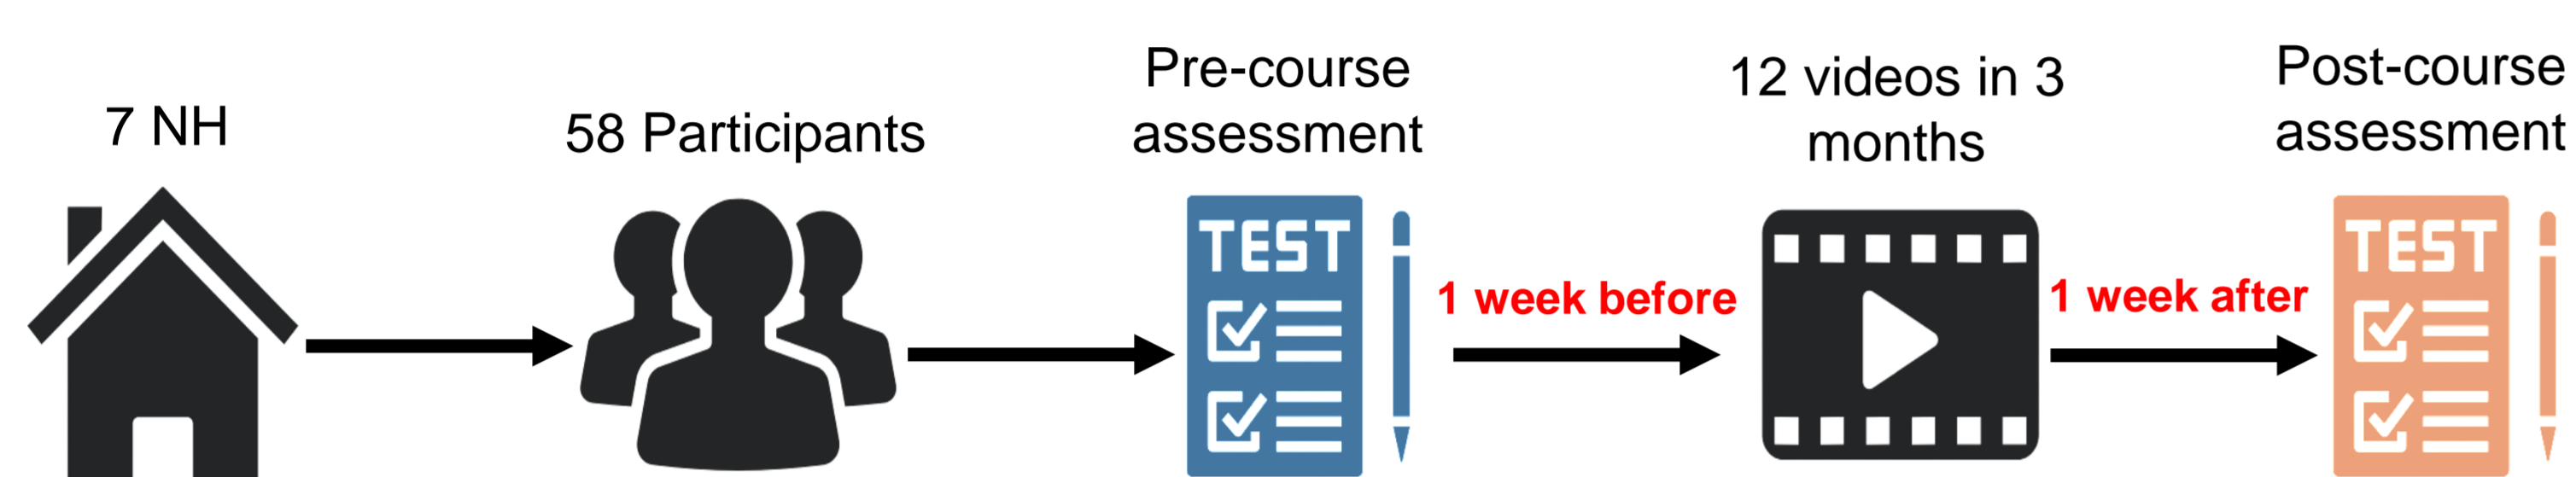 7 NH
58 Participants
Pre-course
assessment
TEST
1 week before
12 videos in 3
months
1 week after
Post-course
assessment
TEST